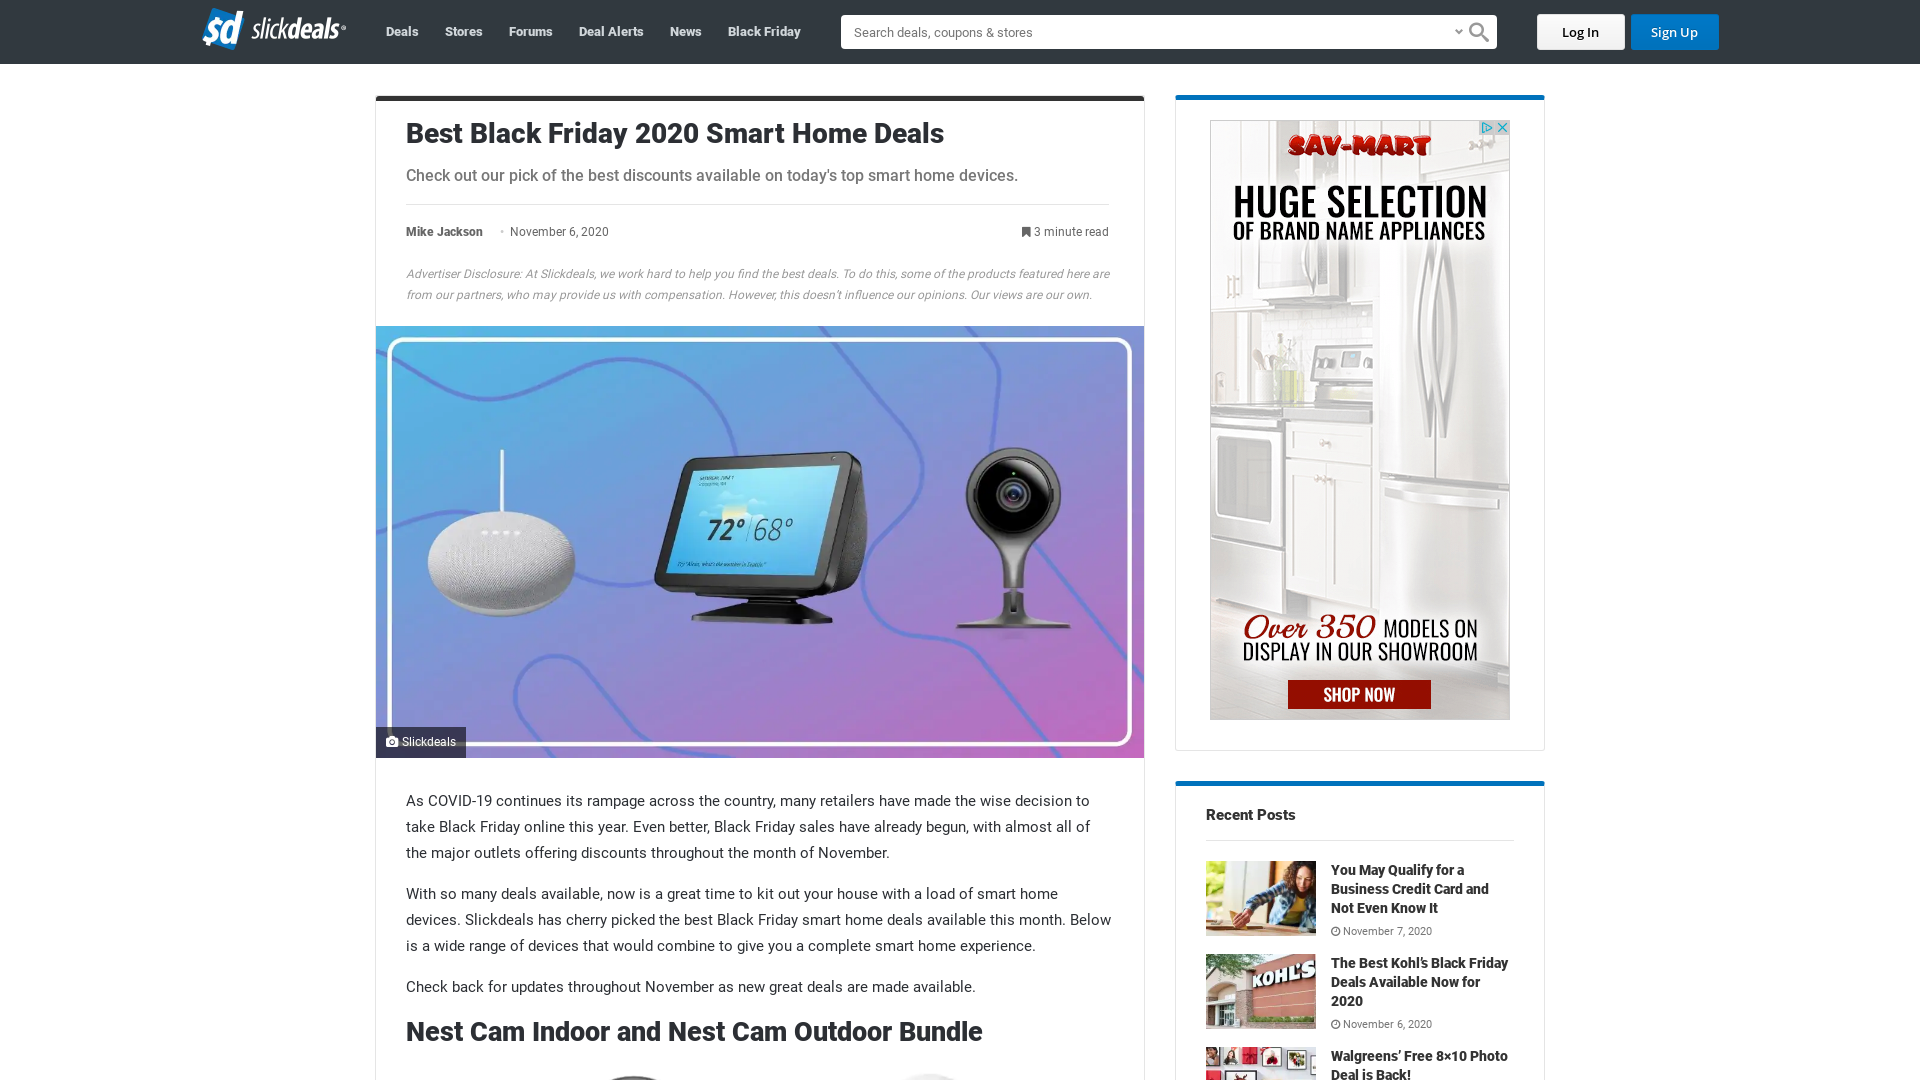 sd slickdeals
Deals
Stores
Forums
Deal Alerts
News
Black Friday
Search deals, coupons & stores
Log In
Sign Up
Best Black Friday 2020 Smart Home Deals
Check out our pick of the best discounts available on today's top smart home devices.
Mike Jackson
November 6, 2020
3 minute read
Advertiser Disclosure: At Slickdeals, we work hard to help you find the best deals. To do this, some of the products featured here are
from our partners, who may provide us with compensation. However, this doesn’t influence our opinions. Our views are our own.
72° 68°
Slickdeals
As COVID-19 continues its rampage across the country, many retailers have made the wise decision to
take Black Friday online this year. Even better, Black Friday sales have already begun, with almost all of
the major outlets offering discounts throughout the month of November.
With so many deals available, now is a great time to kit out your house with a load of smart home
devices. Slickdeals has cherry picked the best Black Friday smart home deals available this month. Below
is a wide range of devices that would combine to give you a complete smart home experience.
Check back for updates throughout November as new great deals are made available.
Nest Cam Indoor and Nest Cam Outdoor Bundle
SAV-MART
HUGE SELECTION
OF BRAND NAME APPLIANCES
Over 350 MODELS ON
DISPLAY IN OUR SHOWROOM
SHOP NOW
Recent Posts
You May Qualify for a
Business Credit Card and
Not Even Know It
November 7, 2020
KOHL'S
The Best Kohl’s Black Friday
Deals Available Now for
2020
November 6, 2020
Walgreens’ Free 8×10 Photo
Deal is Back!